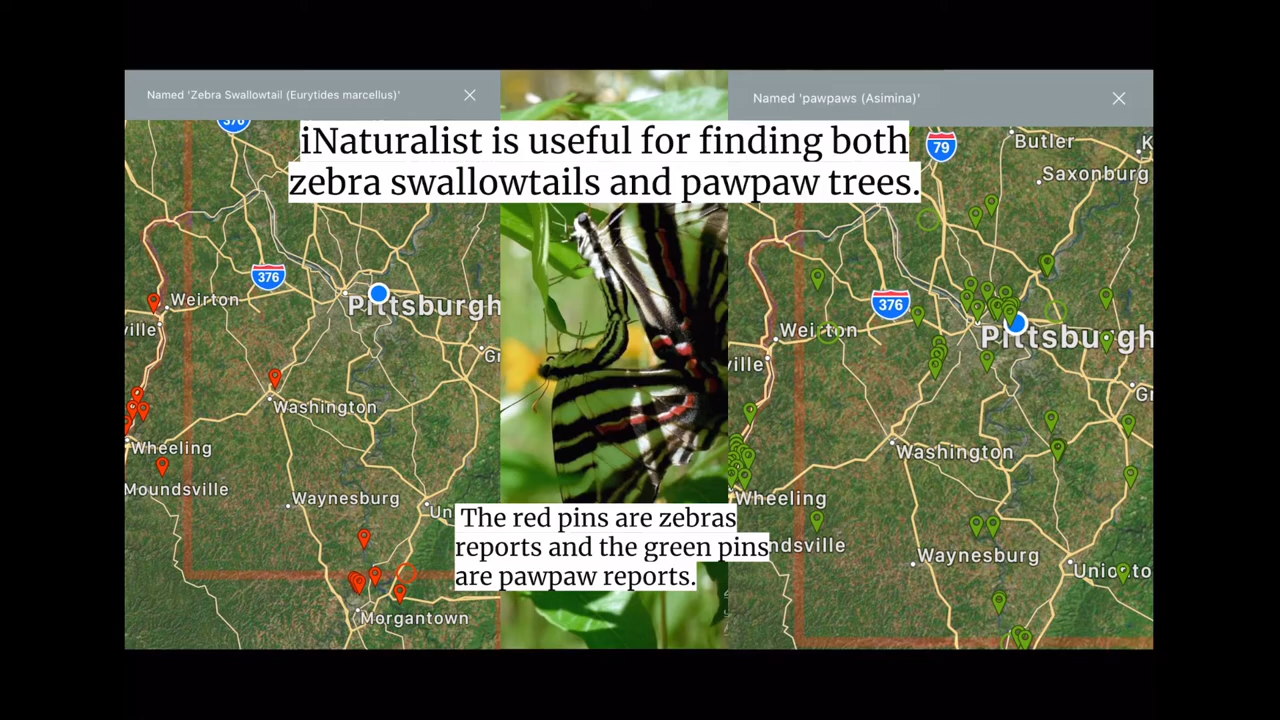 Named 'Zebra Swallowtail (Eurytides marcellus)'
Named 'pawpaws (Asimina)'
iNaturalist is useful for finding both
zebra swallowtails and pawpaw trees.
376
376
Weirton
Pittsburgh
Washington
Wheeling
Moundsville
Waynesburg
Morgantown
79
Butler
Saxonburg
376
Weirton
Pittsburgh
Washington
Wheeling
Waynesburg
Uniontown
The red pins are zebras
reports and the green pins
are pawpaw reports.